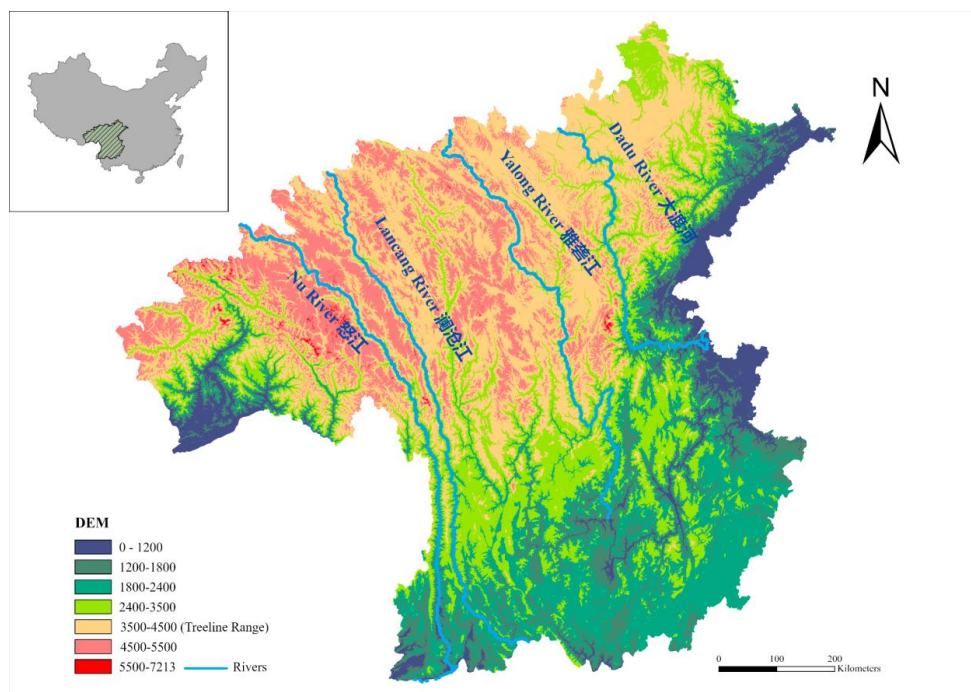 N
Dadu River 大渡河
Yalong River 雅砻江
Lancang River 澜沧江
Nu River 怒江
DEM
0 - 1200
1200-1800
1800-2400
2400-3500
3500-4500 (Treeline Range)
4500-5500
5500-7213
Rivers
0 100 200
Kilometers